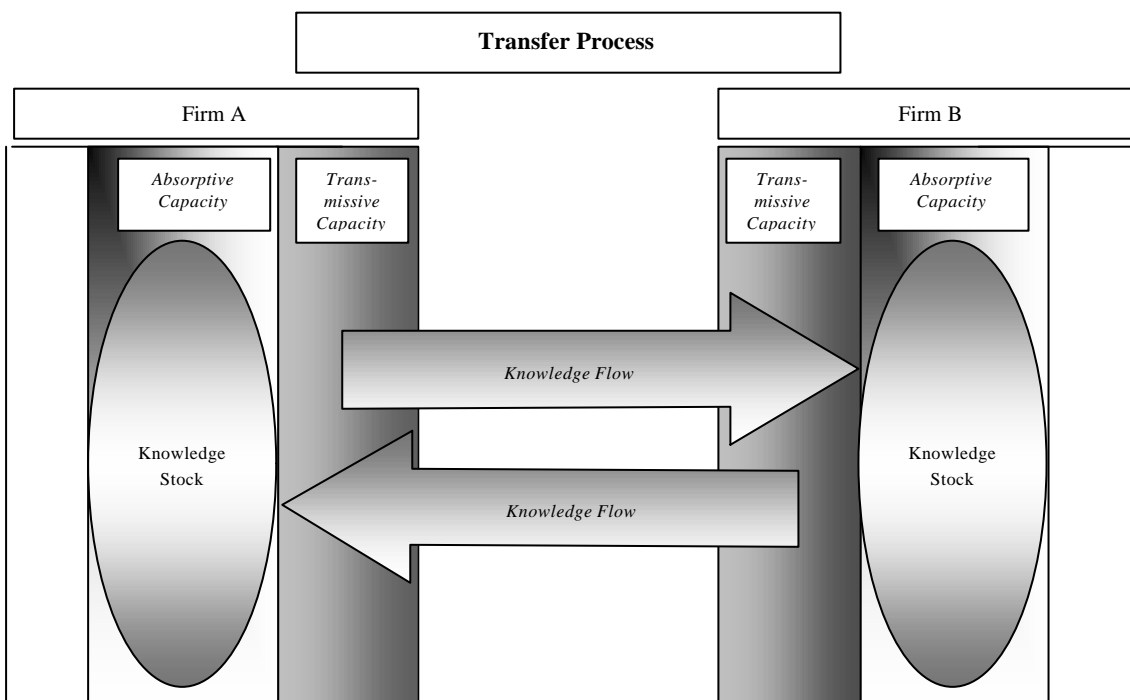 Transfer Process
Firm A
Firm B
Absorptive
Capacity
Trans-
missive
Capacity
Trans-
missive
Capacity
Absorptive
Capacity
Knowledge Flow
Knowledge
Stock
Knowledge
Stock
Knowledge Flow